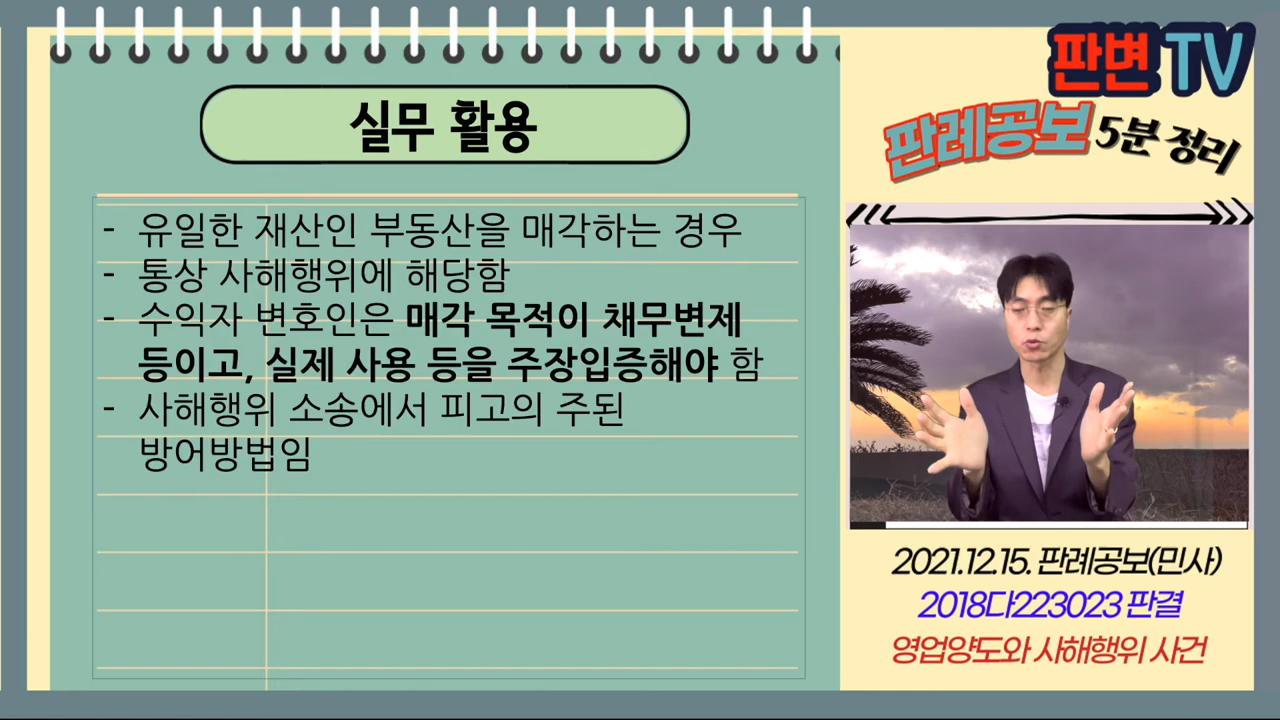 실무 활용
- 유일한 재산인 부동산을 매각하는 경우
- 통상 사해행위에 해당함
- 수익자 변호인은 매각 목적이 채무변제
등이고, 실제 사용 등을 주장입증해야 함
- 사해행위 소송에서 피고의 주된
방어방법임
판변 TV
판례공보 5분 정리
2021.12.15. 판례공보(민사)
2018다223023 판결
영업양도와 사해행위 사건